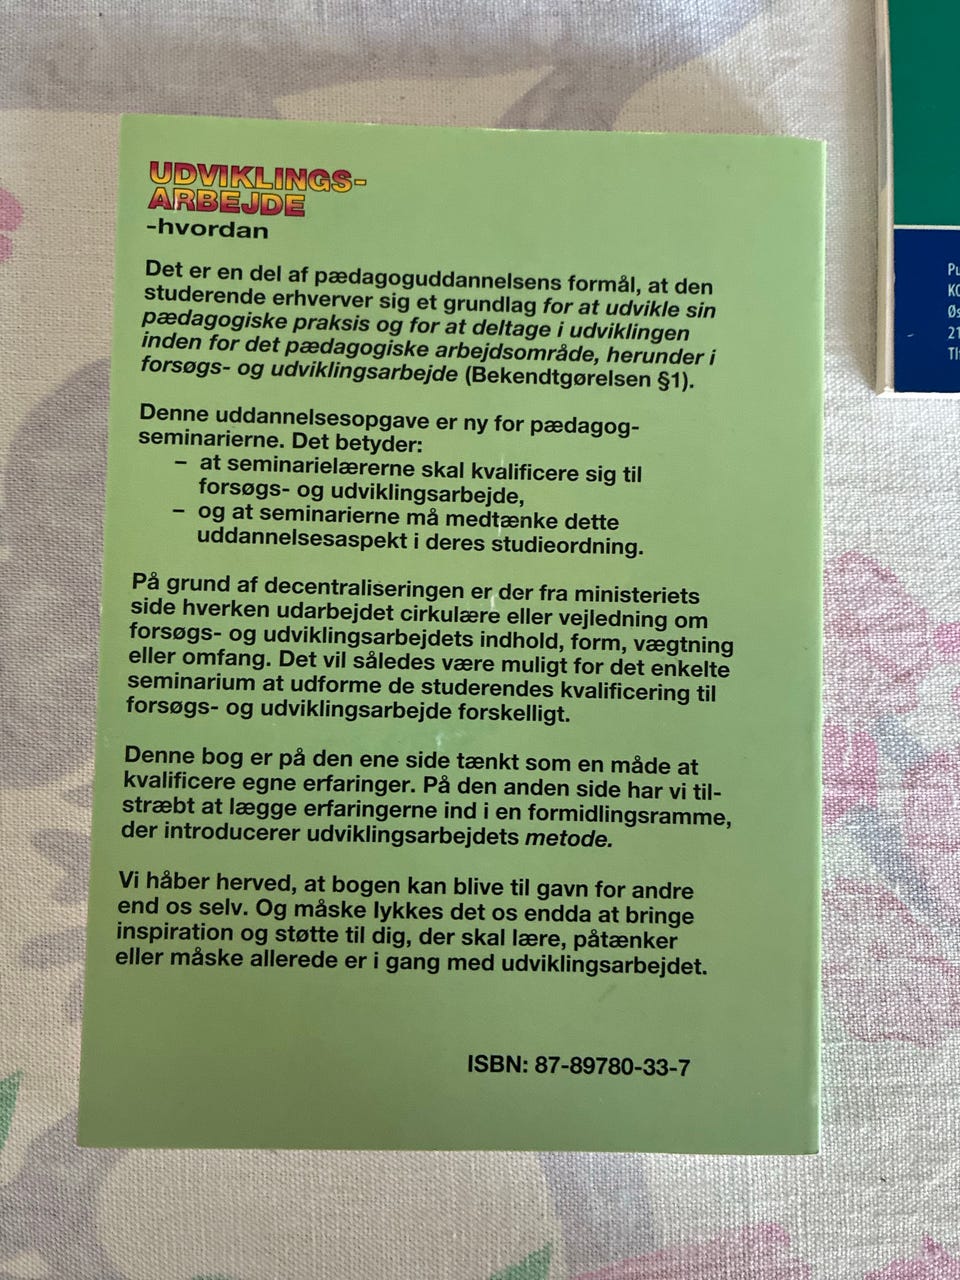 UDVIKLINGS-
ARBEJDE
-hvordan
Det er en del af pædagoguddannelsens formål, at den
studerende erhverver sig et grundlag for at udvikle sin
pædagogiske praksis og for at deltage i udviklingen
inden for det pædagogiske arbejdsområde, herunder i
forsøgs- og udviklingsarbejde (Bekendtgørelsen §1).
Denne uddannelsesopgave er ny for pædagog-
seminarierne. Det betyder:
– at seminarielærerne skal kvalificere sig til
forsøgs- og udviklingsarbejde,
– og at seminarierne må medtænke dette
uddannelsesaspekt i deres studieordning.
På grund af decentraliseringen er der fra ministeriets
side hverken udarbejdet cirkulære eller vejledning om
forsøgs- og udviklingsarbejdets indhold, form, vægtning
eller omfang. Det vil således være muligt for det enkelte
seminarium at udforme de studerendes kvalificering til
forsøgs- og udviklingsarbejde forskelligt.
Denne bog er på den ene side tænkt som en måde at
kvalificere egne erfaringer. På den anden side har vi til-
stræbt at lægge erfaringerne ind i en formidlingsramme,
der introducerer udviklingsarbejdets metode.
Vi håber herved, at bogen kan blive til gavn for andre
end os selv. Og måske lykkes det os endda at bringe
inspiration og støtte til dig, der skal lære, påtænker
eller måske allerede er i gang med udviklingsarbejdet.
ISBN: 87-89780-33-7